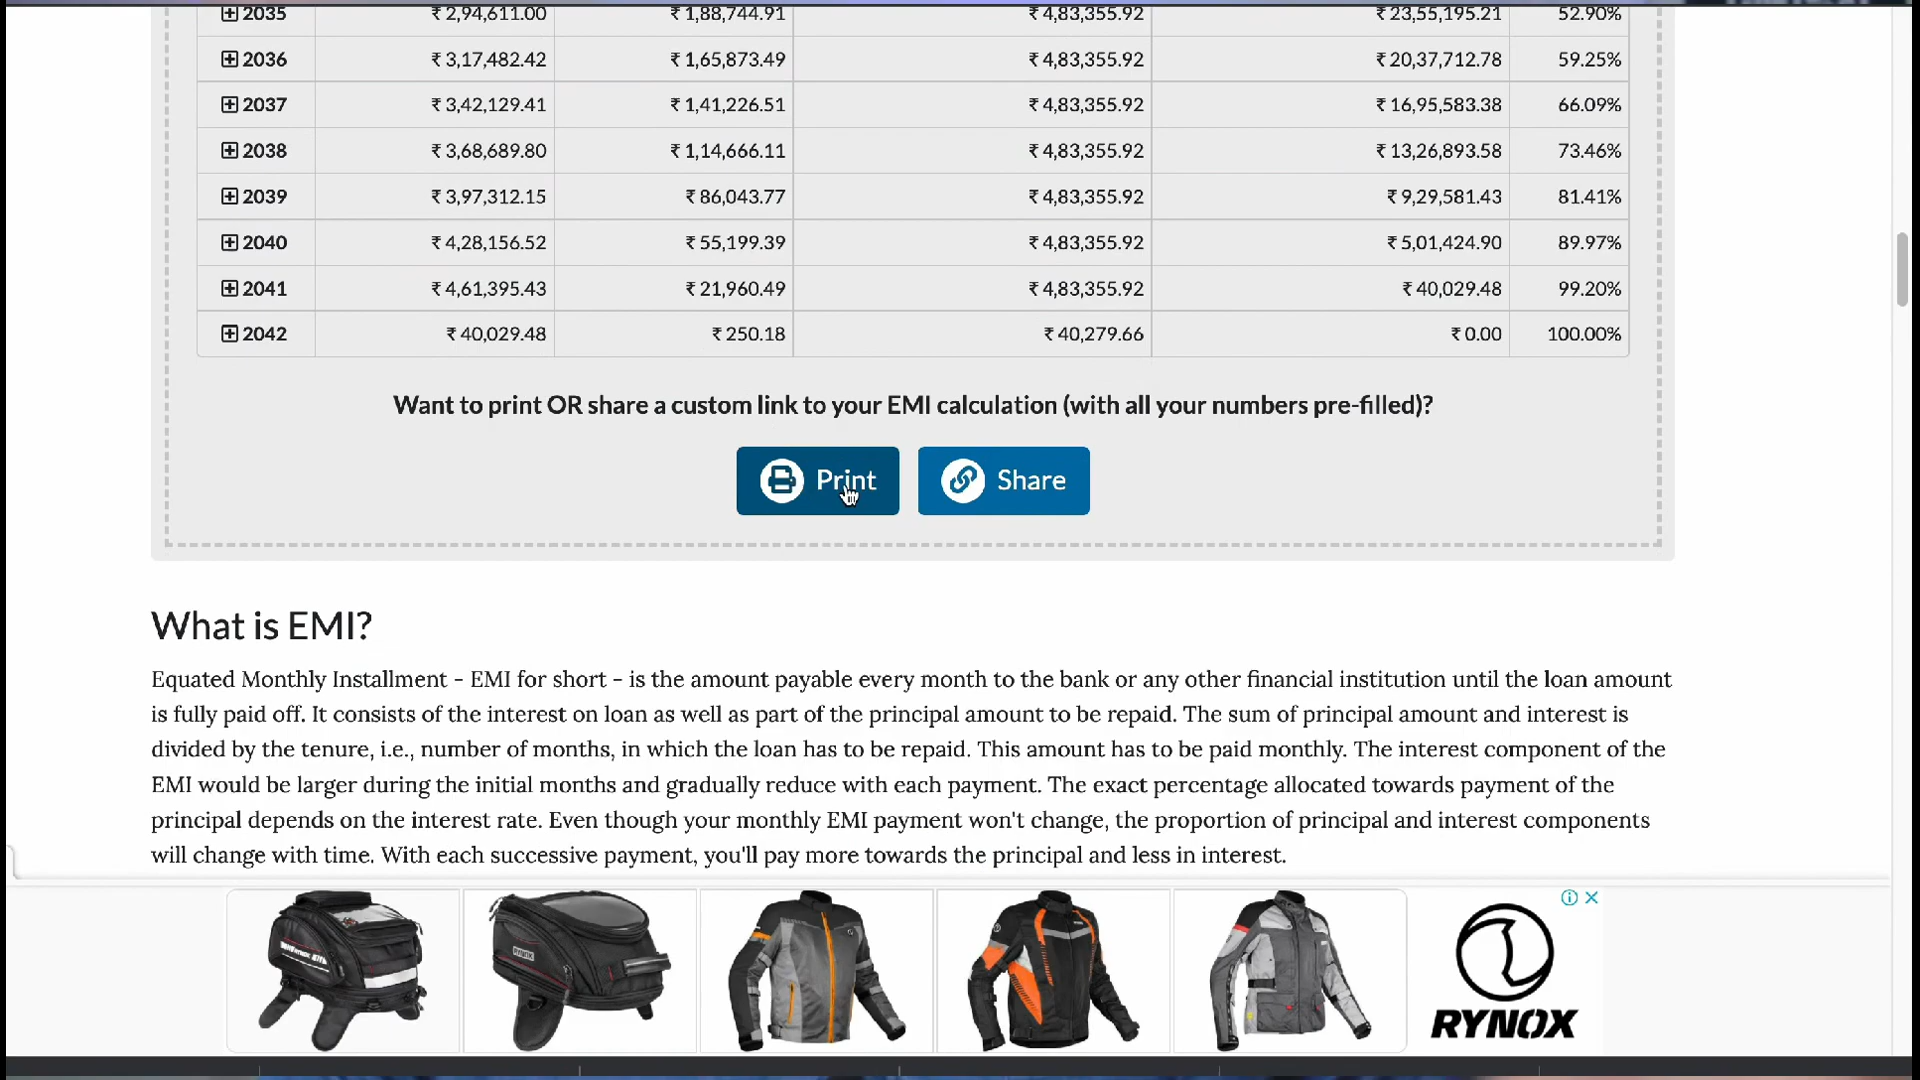 2035 ₹ 2,94,611.00 ₹ 1,88,744.91 ₹ 4,83,355.92 ₹ 23,55,195.21 52.90%
2036 ₹ 3,17,482.42 ₹ 1,65,873.49 ₹ 4,83,355.92 ₹ 20,37,712.78 59.25%
2037 ₹ 3,42,129.41 ₹ 1,41,226.51 ₹ 4,83,355.92 ₹ 16,95,583.38 66.09%
2038 ₹ 3,68,689.80 ₹ 1,14,666.11 ₹ 4,83,355.92 ₹ 13,26,893.58 73.46%
2039 ₹ 3,97,312.15 ₹ 86,043.77 ₹ 4,83,355.92 ₹ 9,29,581.43 81.41%
2040 ₹ 4,28,156.52 ₹ 55,199.39 ₹ 4,83,355.92 ₹ 5,01,424.90 89.97%
2041 ₹ 4,61,395.43 ₹ 21,960.49 ₹ 4,83,355.92 ₹ 40,029.48 99.20%
2042 ₹ 40,029.48 ₹ 250.18 ₹ 40,279.66 ₹ 0.00 100.00%
Want to print OR share a custom link to your EMI calculation (with all your numbers pre-filled)?
Print Share
What is EMI?
Equated Monthly Installment - EMI for short - is the amount payable every month to the bank or any other financial institution until the loan amount
is fully paid off. It consists of the interest on loan as well as part of the principal amount to be repaid. The sum of principal amount and interest is
divided by the tenure, i.e., number of months, in which the loan has to be repaid. This amount has to be paid monthly. The interest component of the
EMI would be larger during the initial months and gradually reduce with each payment. The exact percentage allocated towards payment of the
principal depends on the interest rate. Even though your monthly EMI payment won't change, the proportion of principal and interest components
will change with time. With each successive payment, you'll pay more towards the principal and less in interest.
RYNOX
RYNOX